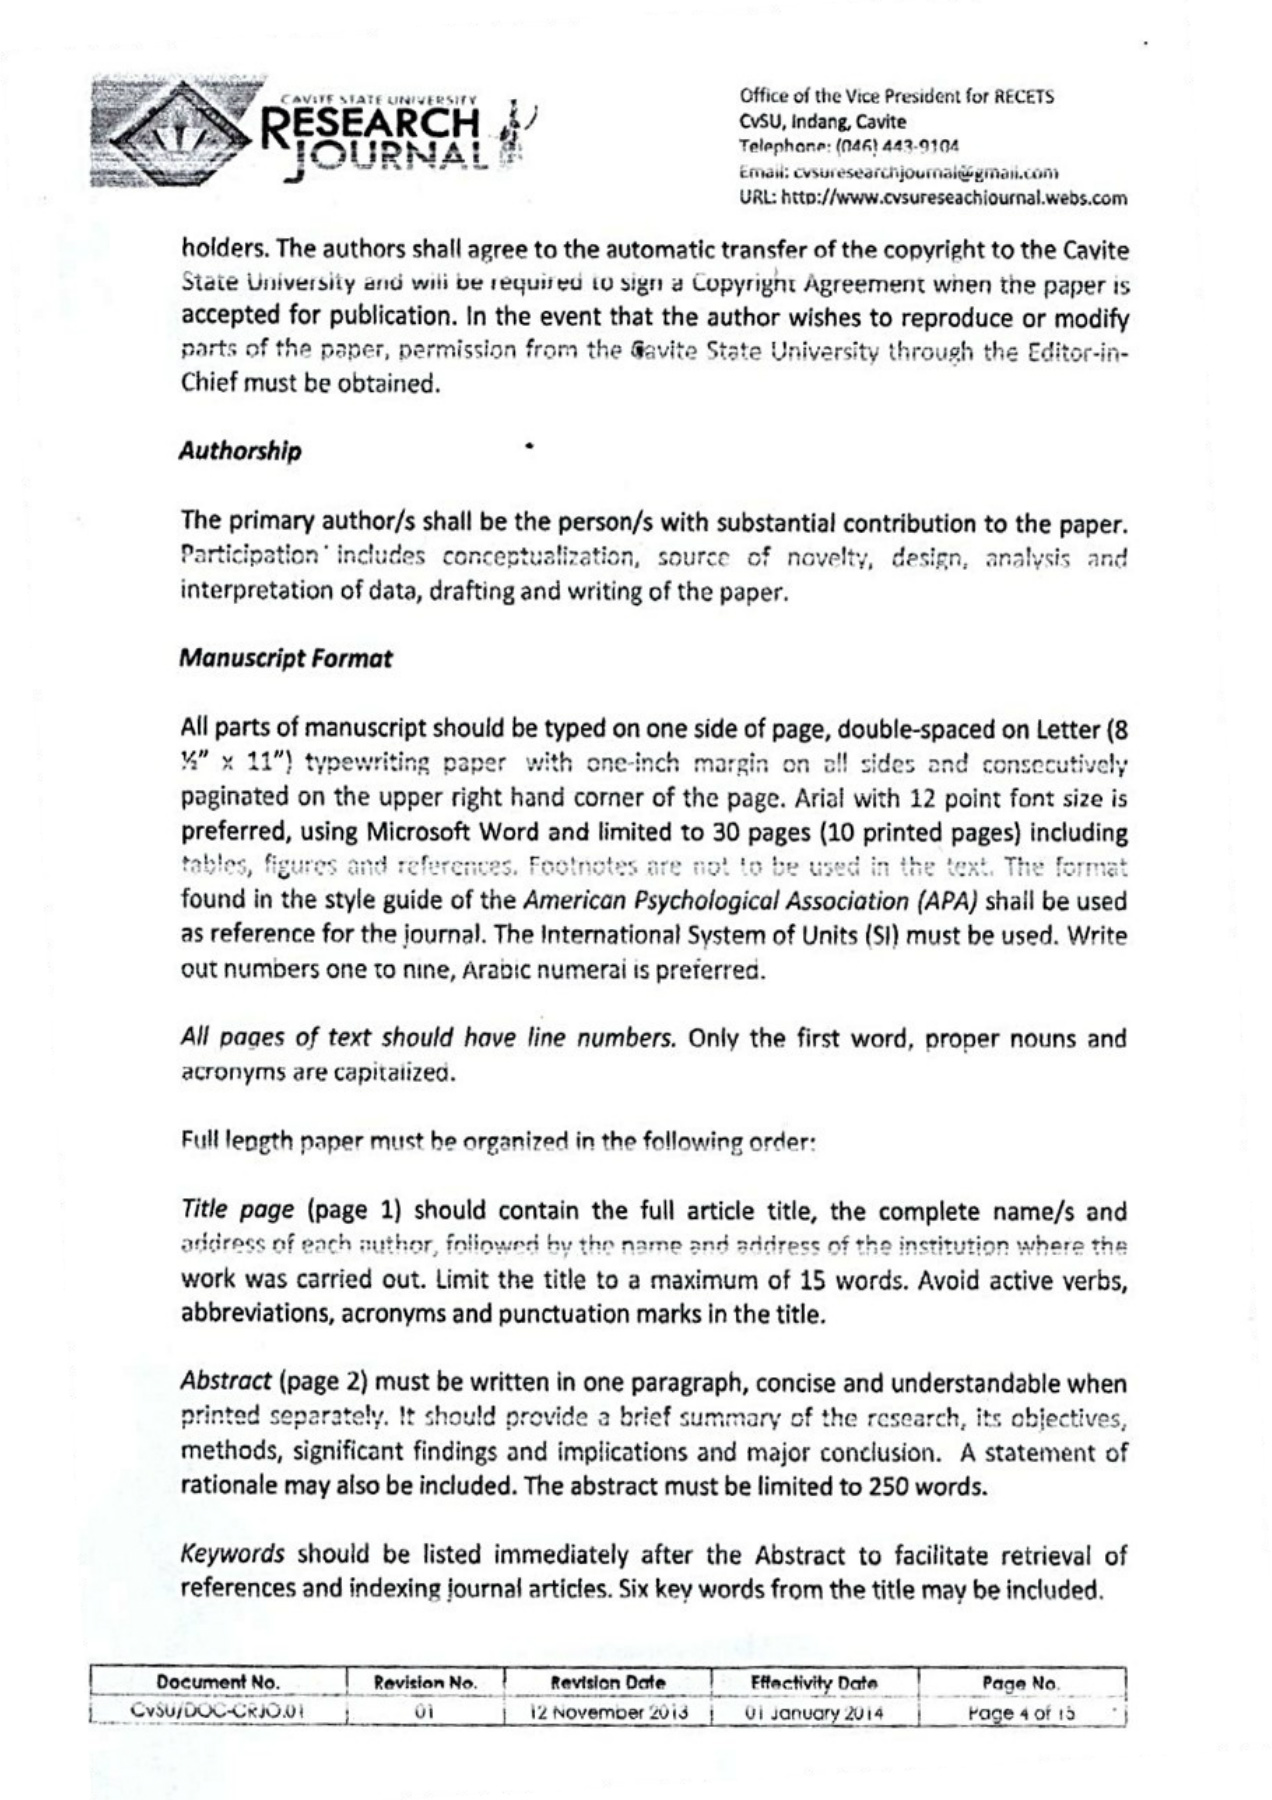 CAVITE STATE UNIVERSITY
RESEARCH
JOURNAL
Office of the Vice President for RECETS
CvSU, Indang, Cavite
Telephone: (046) 443-9104
Email: cvsuresearchjournal@gmail.com
URL: http://www.cvsureseachjournal.webs.com
holders. The authors shall agree to the automatic transfer of the copyright to the Cavite
State University and will be required to sign a Copyright Agreement when the paper is
accepted for publication. In the event that the author wishes to reproduce or modify
parts of the paper, permission from the Cavite State University through the Editor-in-
Chief must be obtained.
Authorship
The primary author/s shall be the person/s with substantial contribution to the paper.
Participation includes conceptualization, source of novelty, design, analysis and
interpretation of data, drafting and writing of the paper.
Manuscript Format
All parts of manuscript should be typed on one side of page, double-spaced on Letter (8
½" x 11") typewriting paper with one-inch margin on all sides and consecutively
paginated on the upper right hand corner of the page. Arial with 12 point font size is
preferred, using Microsoft Word and limited to 30 pages (10 printed pages) including
tables, figures and references. Footnotes are not to be used in the text. The format
found in the style guide of the American Psychological Association (APA) shall be used
as reference for the journal. The International System of Units (SI) must be used. Write
out numbers one to nine, Arabic numeral is preferred.
All pages of text should have line numbers. Only the first word, proper nouns and
acronyms are capitalized.
Full length paper must be organized in the following order:
Title page (page 1) should contain the full article title, the complete name/s and
address of each author, followed by the name and address of the institution where the
work was carried out. Limit the title to a maximum of 15 words. Avoid active verbs,
abbreviations, acronyms and punctuation marks in the title.
Abstract (page 2) must be written in one paragraph, concise and understandable when
printed separately. It should provide a brief summary of the research, its objectives,
methods, significant findings and implications and major conclusion. A statement of
rationale may also be included. The abstract must be limited to 250 words.
Keywords should be listed immediately after the Abstract to facilitate retrieval of
references and indexing journal articles. Six key words from the title may be included.
Document No. Revision No. Revision Date Effectivity Date Page No.
CvSU/DOC-CRJO.01 01 12 November 2013 01 January 2014 Page 4 of 15